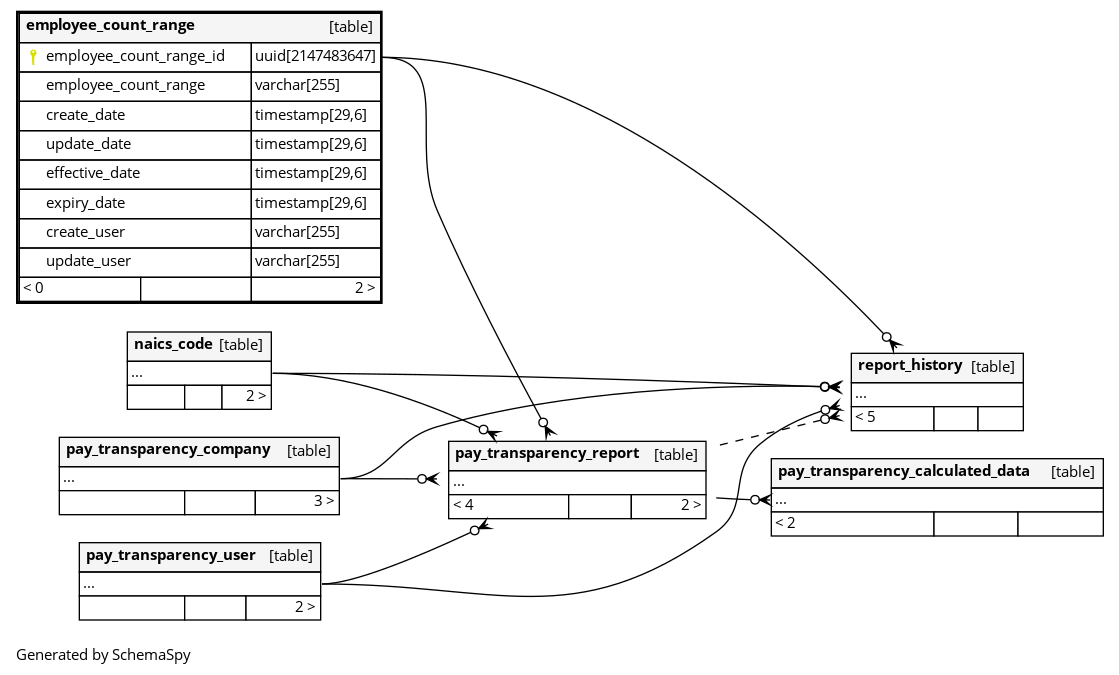 employee_count_range [table]
employee_count_range_id uuid[2147483647]
employee_count_range varchar[255]
create_date timestamp[29,6]
update_date timestamp[29,6]
effective_date timestamp[29,6]
expiry_date timestamp[29,6]
create_user varchar[255]
update_user varchar[255]
< 0 2 >
naics_code [table]
...
2 >
report_history [table]
...
< 5
pay_transparency_company [table]
...
3 >
pay_transparency_report [table]
...
< 4 2 >
pay_transparency_calculated_data [table]
...
< 2
pay_transparency_user [table]
...
2 >
Generated by SchemaSpy